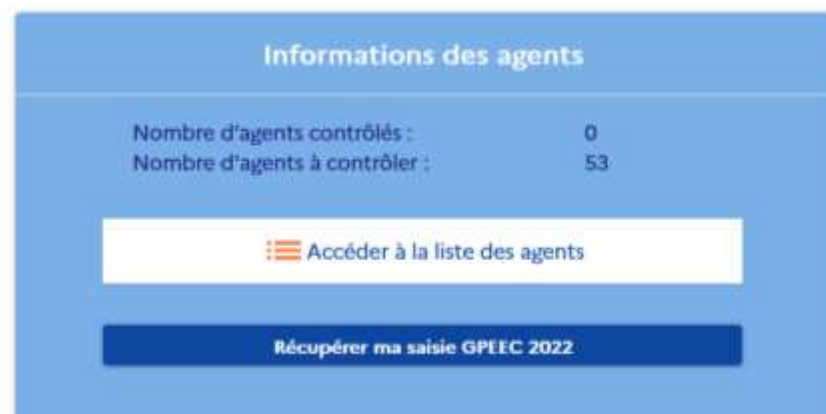 Informations des agents
Nombre d'agents contrôlés : 0
Nombre d'agents à contrôler : 53
Accéder à la liste des agents
Récupérer ma saisie GPEEC 2022